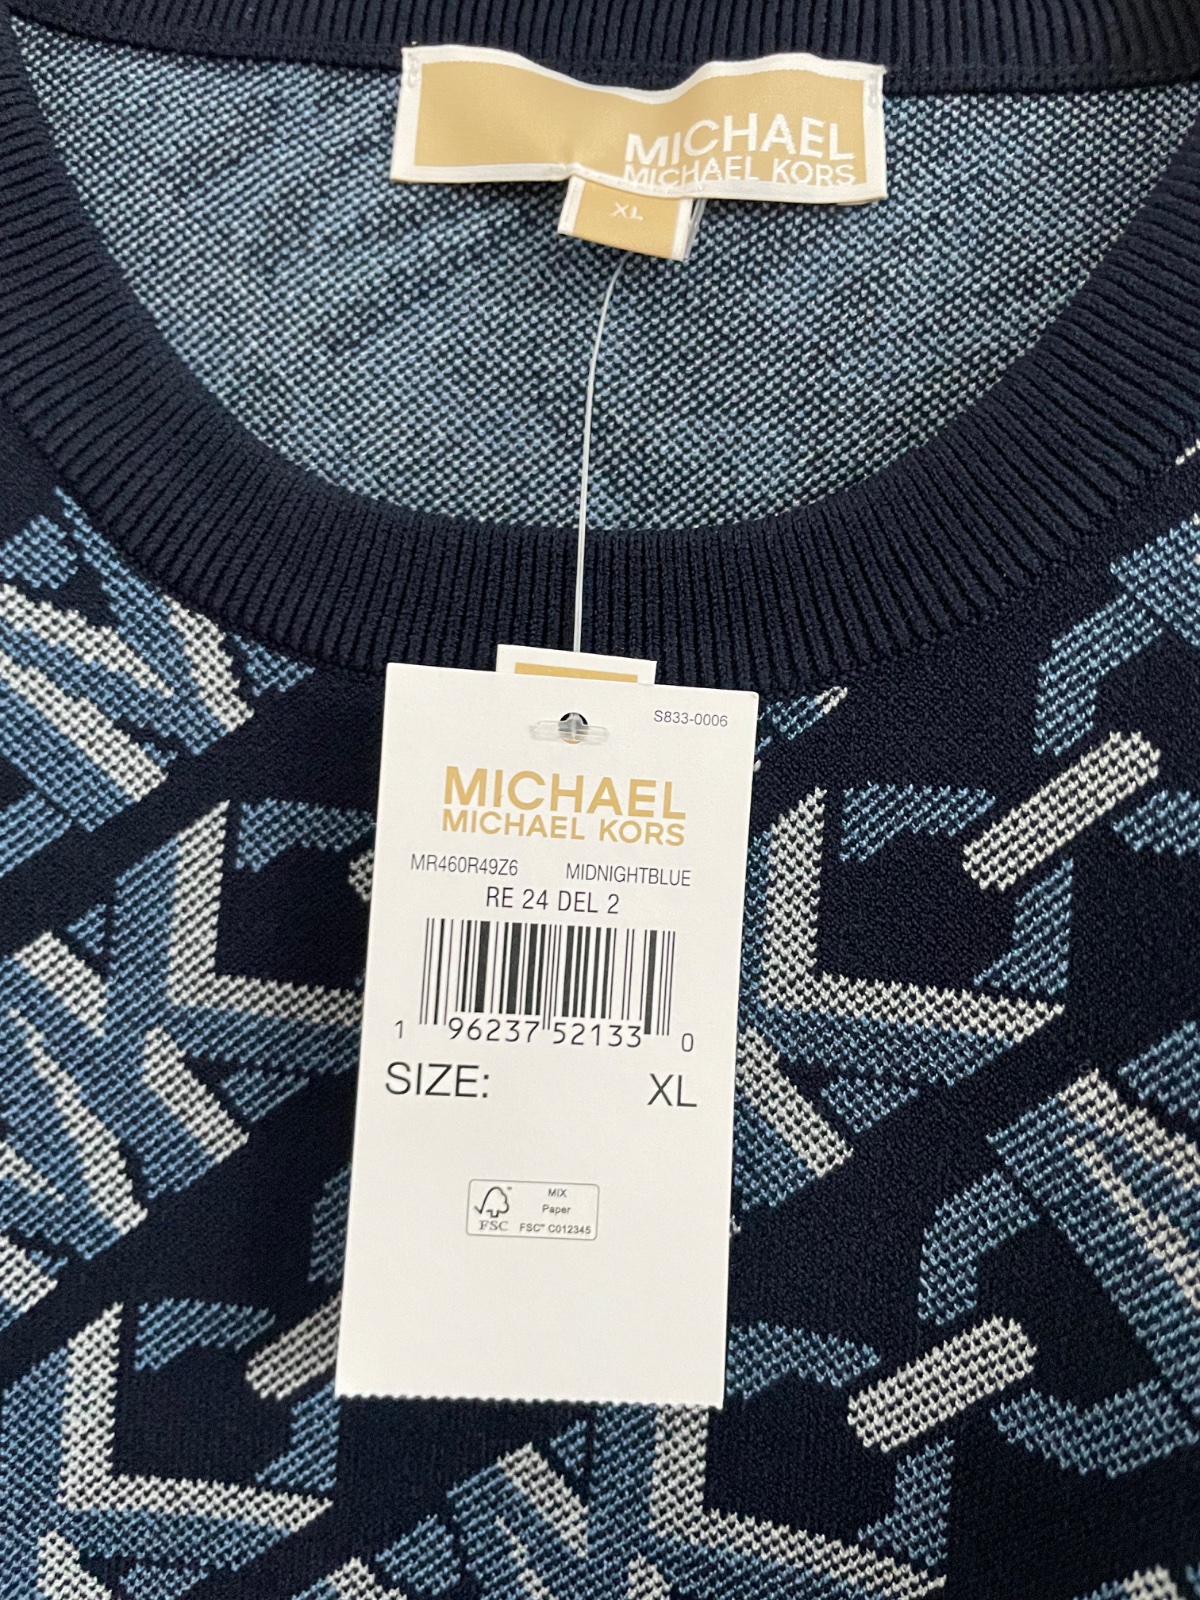 MICHAEL
MICHAEL KORS
XL
S833-0006
MICHAEL
MICHAEL KORS
MR460R49Z6 MIDNIGHTBLUE
RE 24 DEL 2
1 96237 52133 0
SIZE: XL
MIX
Paper
FSC FSC™ C012345